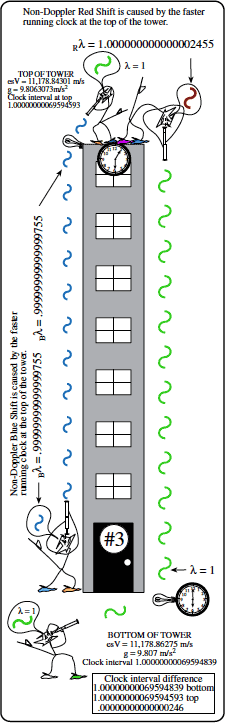 Non-Doppler Red Shift is caused by the faster
running clock at the top of the tower.
Rλ = 1.000000000000002455
λ = 1
TOP OF TOWER
esV = 11,178.84301 m/s
g = 9.8063073m/s²
Clock interval at top
1.00000000069594593
Bλ = .999999999999999755
Non-Doppler Blue Shift is caused by the faster
running clock at the top of the tower.
Bλ = .999999999999999755
#3
λ = 1
λ = 1
BOTTOM OF TOWER
esV = 11,178.86275 m/s
g = 9.807 m/s²
Clock interval 1.00000000069594839
Clock interval difference
1.00000000069594839 bottom
1.00000000069594593 top
.00000000000000246